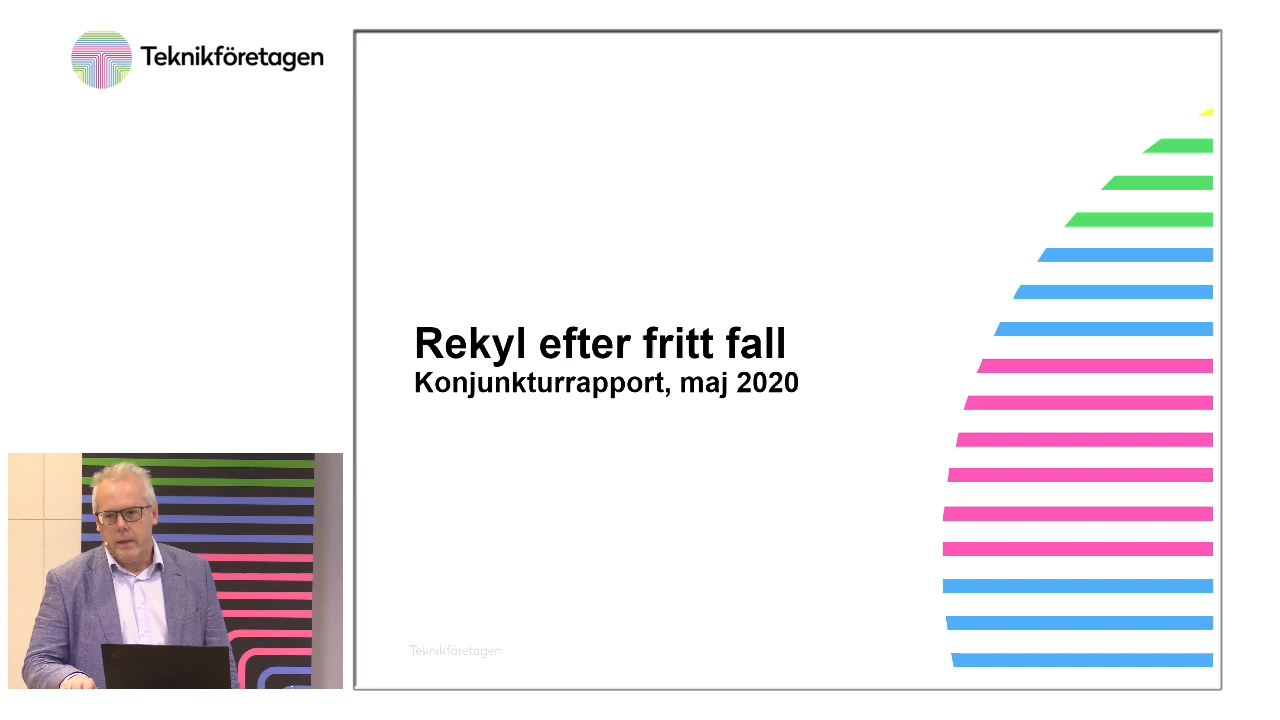 Teknikföretagen
Rekyl efter fritt fall
Konjunkturrapport, maj 2020
Teknikföretagen